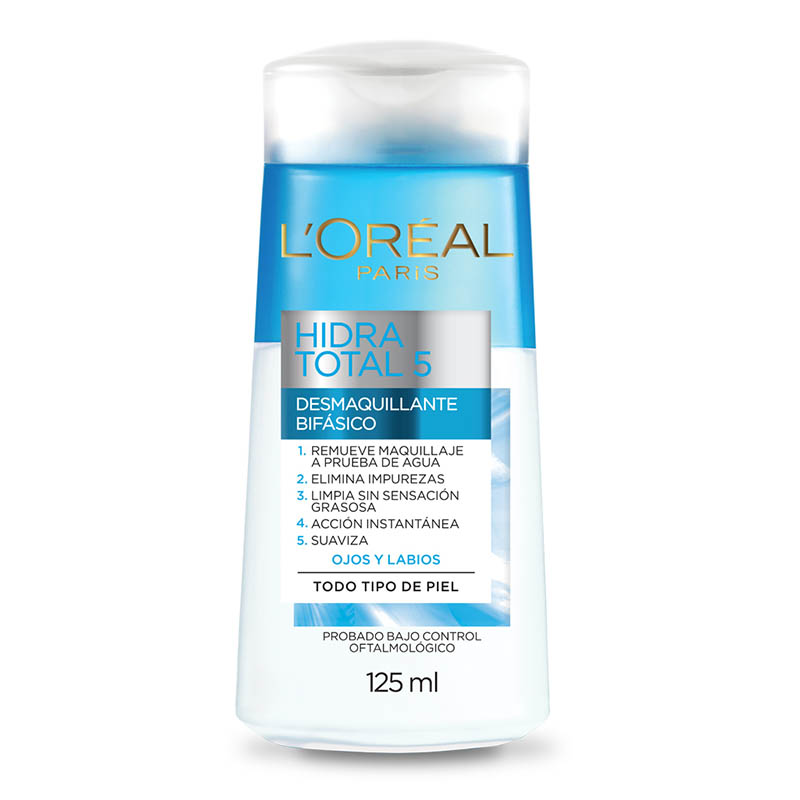 L'ORÉAL
PARiS
HIDRA
TOTAL 5
DESMAQUILLANTE
BIFÁSICO
1. REMUEVE MAQUILLAJE
A PRUEBA DE AGUA
2. ELIMINA IMPUREZAS
3. LIMPIA SIN SENSACIÓN
GRASOSA
4. ACCIÓN INSTANTÁNEA
5. SUAVIZA
OJOS Y LABIOS
TODO TIPO DE PIEL
PROBADO BAJO CONTROL
OFTALMOLÓGICO
125 ml